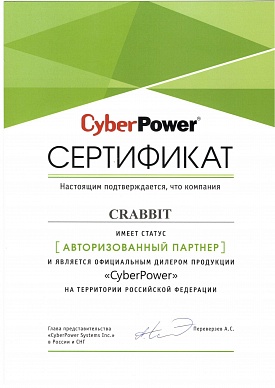 CyberPower®
СЕРТИФИКАТ
Настоящим подтверждается, что компания
CRABBIT
ИМЕЕТ СТАТУС
[ АВТОРИЗОВАННЫЙ ПАРТНЕР ]
И ЯВЛЯЕТСЯ ОФИЦИАЛЬНЫМ ДИЛЕРОМ ПРОДУКЦИИ
«CyberPower»
НА ТЕРРИТОРИИ РОССИЙСКОЙ ФЕДЕРАЦИИ
Глава представительства
«CyberPower Systems Inc.»
в России и СНГ
Переверзев А.С.